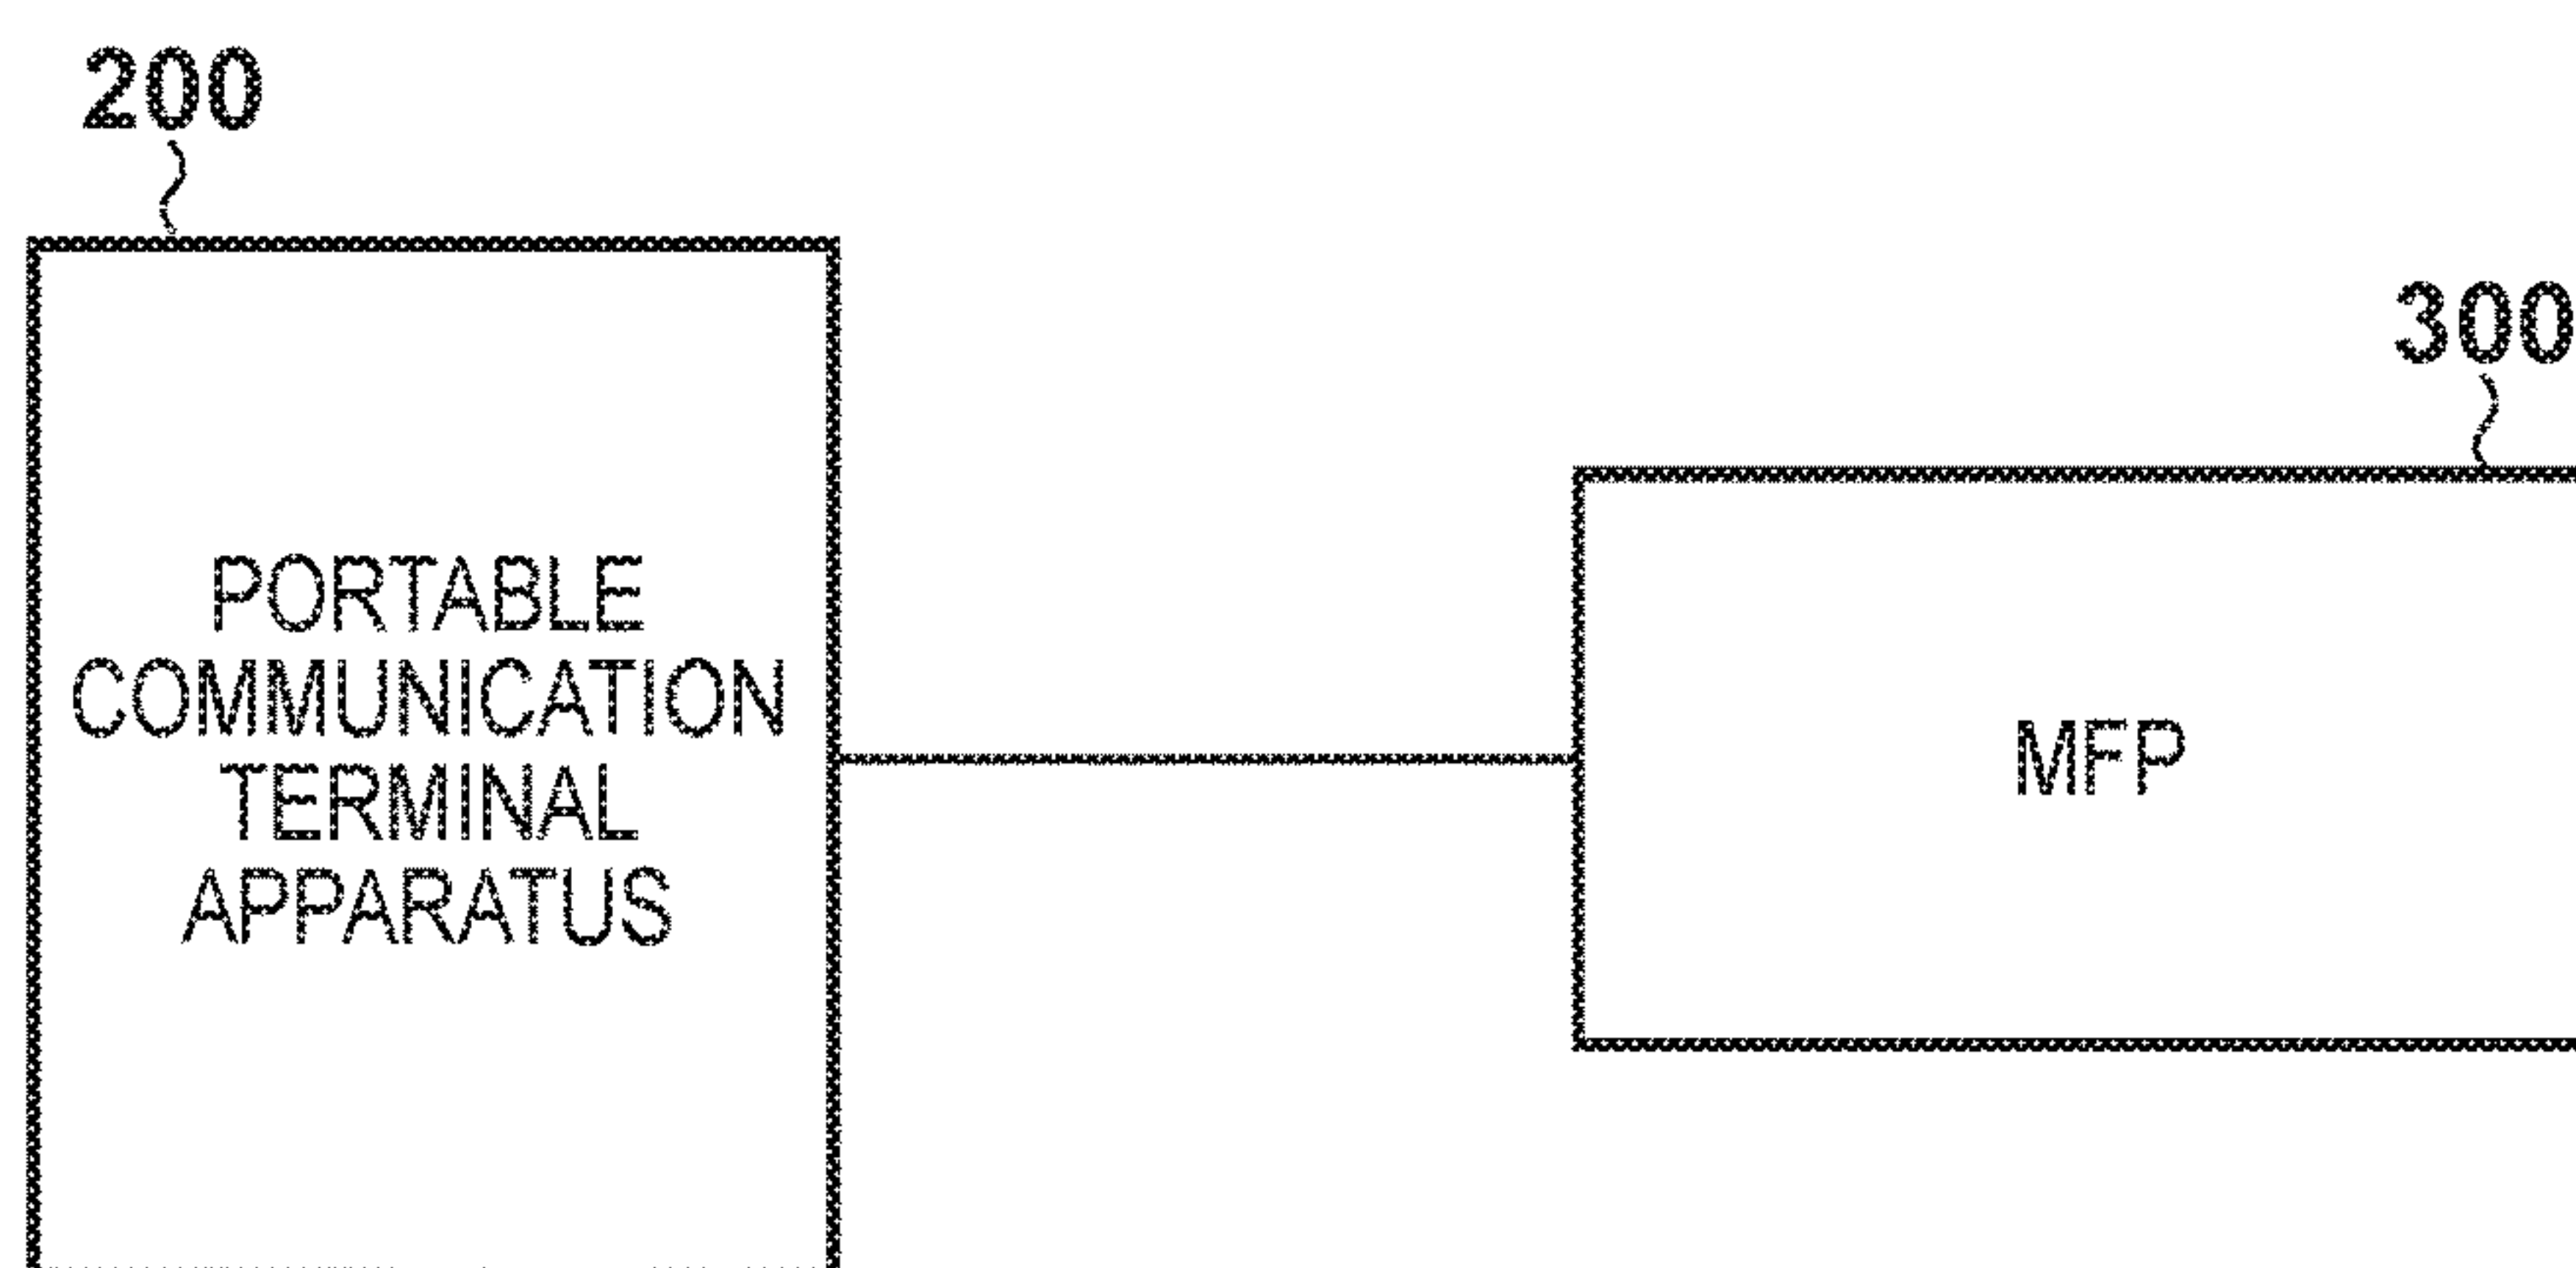 200
300
PORTABLE
COMMUNICATION
TERMINAL
APPARATUS
MFP